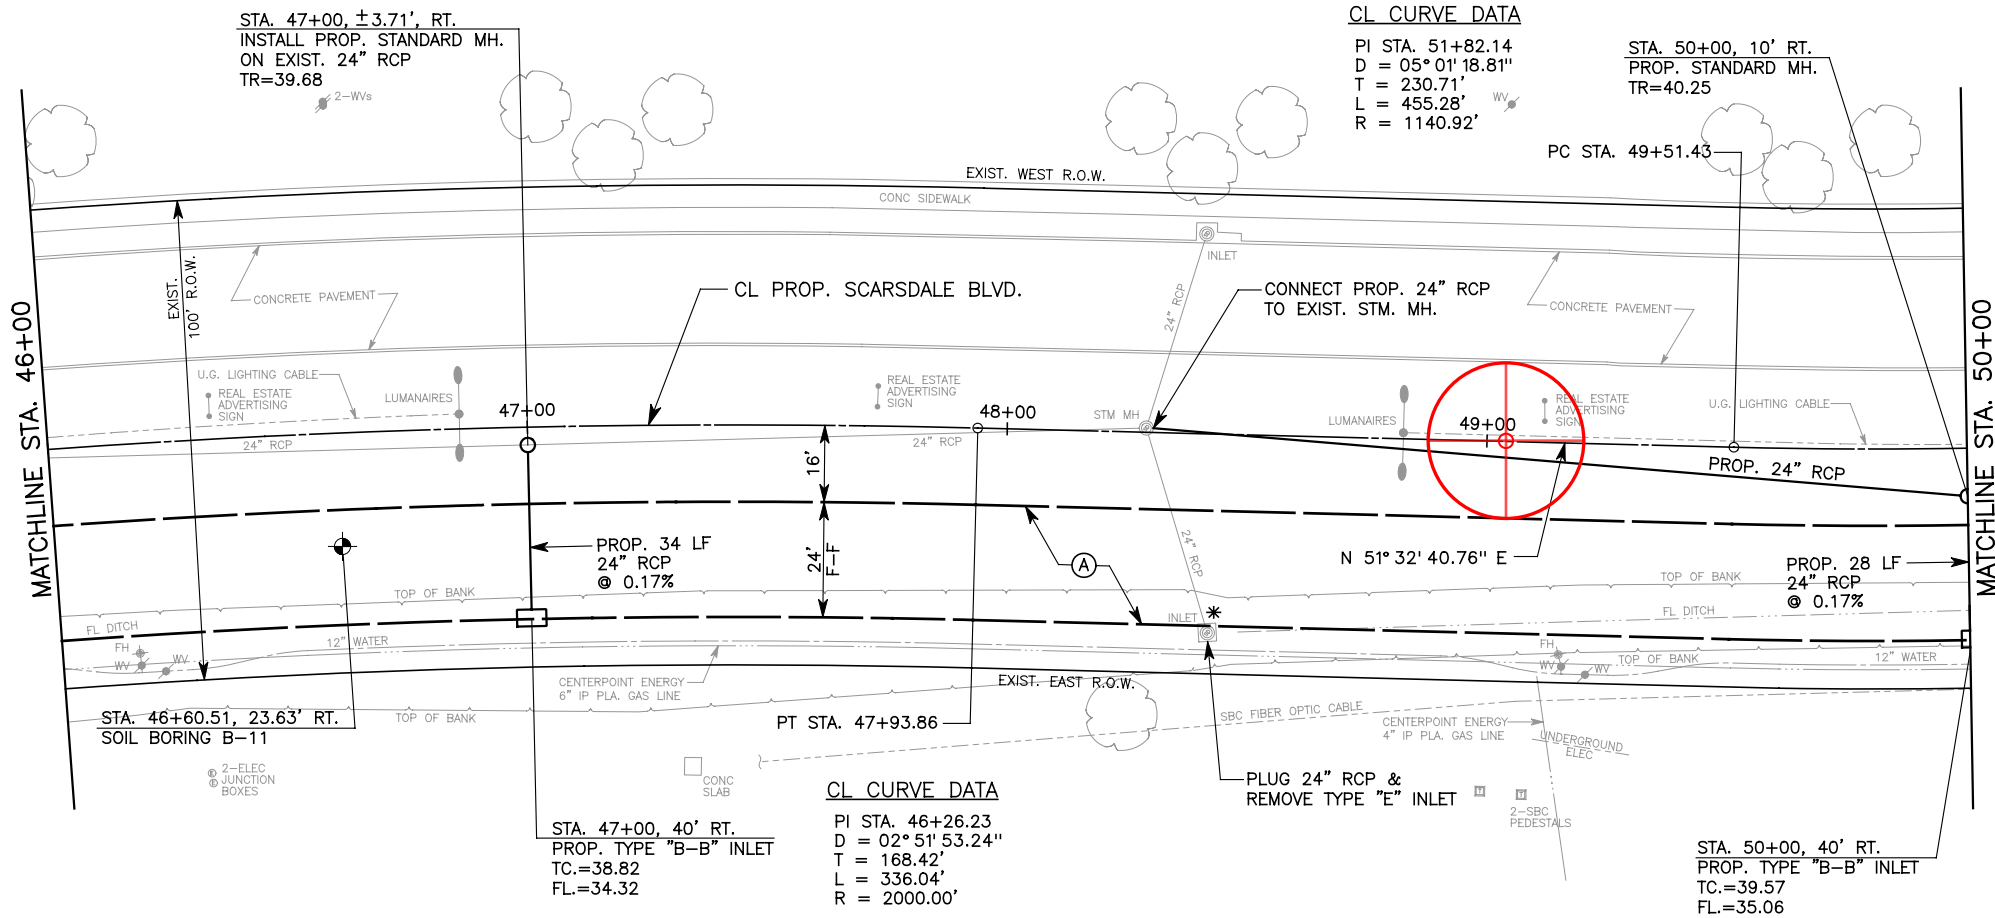 STA. 47+00, ±3.71', RT.
INSTALL PROP. STANDARD MH.
ON EXIST. 24" RCP
TR=39.68
2-WVs
CL CURVE DATA
PI STA. 51+82.14
D = 05° 01' 18.81"
T = 230.71'
L = 455.28'
R = 1140.92'
WV
STA. 50+00, 10' RT.
PROP. STANDARD MH.
TR=40.25
PC STA. 49+51.43
EXIST. WEST R.O.W.
CONC SIDEWALK
INLET
EXIST.
100' R.O.W.
CONCRETE PAVEMENT
CL PROP. SCARSDALE BLVD.
24" RCP
CONNECT PROP. 24" RCP
TO EXIST. STM. MH.
CONCRETE PAVEMENT
MATCHLINE STA. 46+00
MATCHLINE STA. 50+00
U.G. LIGHTING CABLE
REAL ESTATE
ADVERTISING
SIGN
LUMANAIRES
47+00
REAL ESTATE
ADVERTISING
SIGN
48+00
STM MH
LUMANAIRES
REAL ESTATE
ADVERTISING
SIGN
49+00
U.G. LIGHTING CABLE
24" RCP
24" RCP
16'
PROP. 24" RCP
24'
F-F
PROP. 34 LF
24" RCP
@ 0.17%
A
24" RCP
N 51° 32' 40.76" E
PROP. 28 LF
24" RCP
@ 0.17%
TOP OF BANK
TOP OF BANK
FL DITCH
INLET
FL DITCH
12" WATER
FH
WV
WV
FH
WV
WV
TOP OF BANK
12" WATER
CENTERPOINT ENERGY
6" IP PLA. GAS LINE
EXIST. EAST R.O.W.
STA. 46+60.51, 23.63' RT.
SOIL BORING B-11
TOP OF BANK
PT STA. 47+93.86
SBC FIBER OPTIC CABLE
CENTERPOINT ENERGY
4" IP PLA. GAS LINE
UNDERGROUND
ELEC
E
E
2-ELEC
JUNCTION
BOXES
CONC
SLAB
PLUG 24" RCP &
REMOVE TYPE "E" INLET
T
T
2-SBC
PEDESTALS
CL CURVE DATA
PI STA. 46+26.23
D = 02° 51' 53.24"
T = 168.42'
L = 336.04'
R = 2000.00'
STA. 47+00, 40' RT.
PROP. TYPE "B-B" INLET
TC.=38.82
FL.=34.32
STA. 50+00, 40' RT.
PROP. TYPE "B-B" INLET
TC.=39.57
FL.=35.06